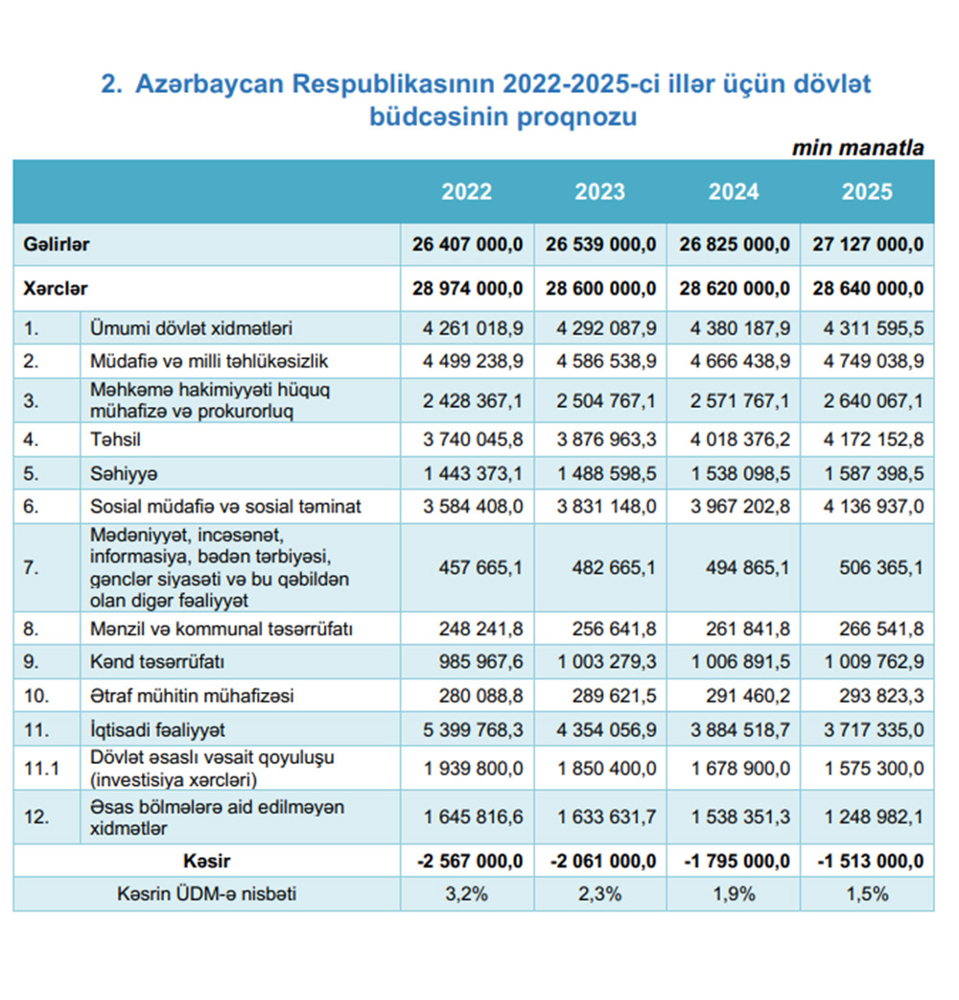 2. Azərbaycan Respublikasının 2022-2025-ci illər üçün dövlət
büdcəsinin proqnozu
min manatla
2022 2023 2024 2025
Gəlirlər 26 407 000,0 26 539 000,0 26 825 000,0 27 127 000,0
Xərclər 28 974 000,0 28 600 000,0 28 620 000,0 28 640 000,0
1. Ümumi dövlət xidmətləri 4 261 018,9 4 292 087,9 4 380 187,9 4 311 595,5
2. Müdafiə və milli təhlükəsizlik 4 499 238,9 4 586 538,9 4 666 438,9 4 749 038,9
3. Məhkəmə hakimiyyəti hüquq
mühafizə və prokurorluq 2 428 367,1 2 504 767,1 2 571 767,1 2 640 067,1
4. Təhsil 3 740 045,8 3 876 963,3 4 018 376,2 4 172 152,8
5. Səhiyyə 1 443 373,1 1 488 598,5 1 538 098,5 1 587 398,5
6. Sosial müdafiə və sosial təminat 3 584 408,0 3 831 148,0 3 967 202,8 4 136 937,0
7. Mədəniyyət, incəsənət,
informasiya, bədən tərbiyəsi,
gənclər siyasəti və bu qəbildən
olan digər fəaliyyət 457 665,1 482 665,1 494 865,1 506 365,1
8. Mənzil və kommunal təsərrüfatı 248 241,8 256 641,8 261 841,8 266 541,8
9. Kənd təsərrüfatı 985 967,6 1 003 279,3 1 006 891,5 1 009 762,9
10. Ətraf mühitin mühafizəsi 280 088,8 289 621,5 291 460,2 293 823,3
11. İqtisadi fəaliyyət 5 399 768,3 4 354 056,9 3 884 518,7 3 717 335,0
11.1 Dövlət əsaslı vəsait qoyuluşu
(investisiya xərcləri) 1 939 800,0 1 850 400,0 1 678 900,0 1 575 300,0
12. Əsas bölmələrə aid edilməyən
xidmətlər 1 645 816,6 1 633 631,7 1 538 351,3 1 248 982,1
Kəsir -2 567 000,0 -2 061 000,0 -1 795 000,0 -1 513 000,0
Kəsrin ÜDM-ə nisbəti 3,2% 2,3% 1,9% 1,5%